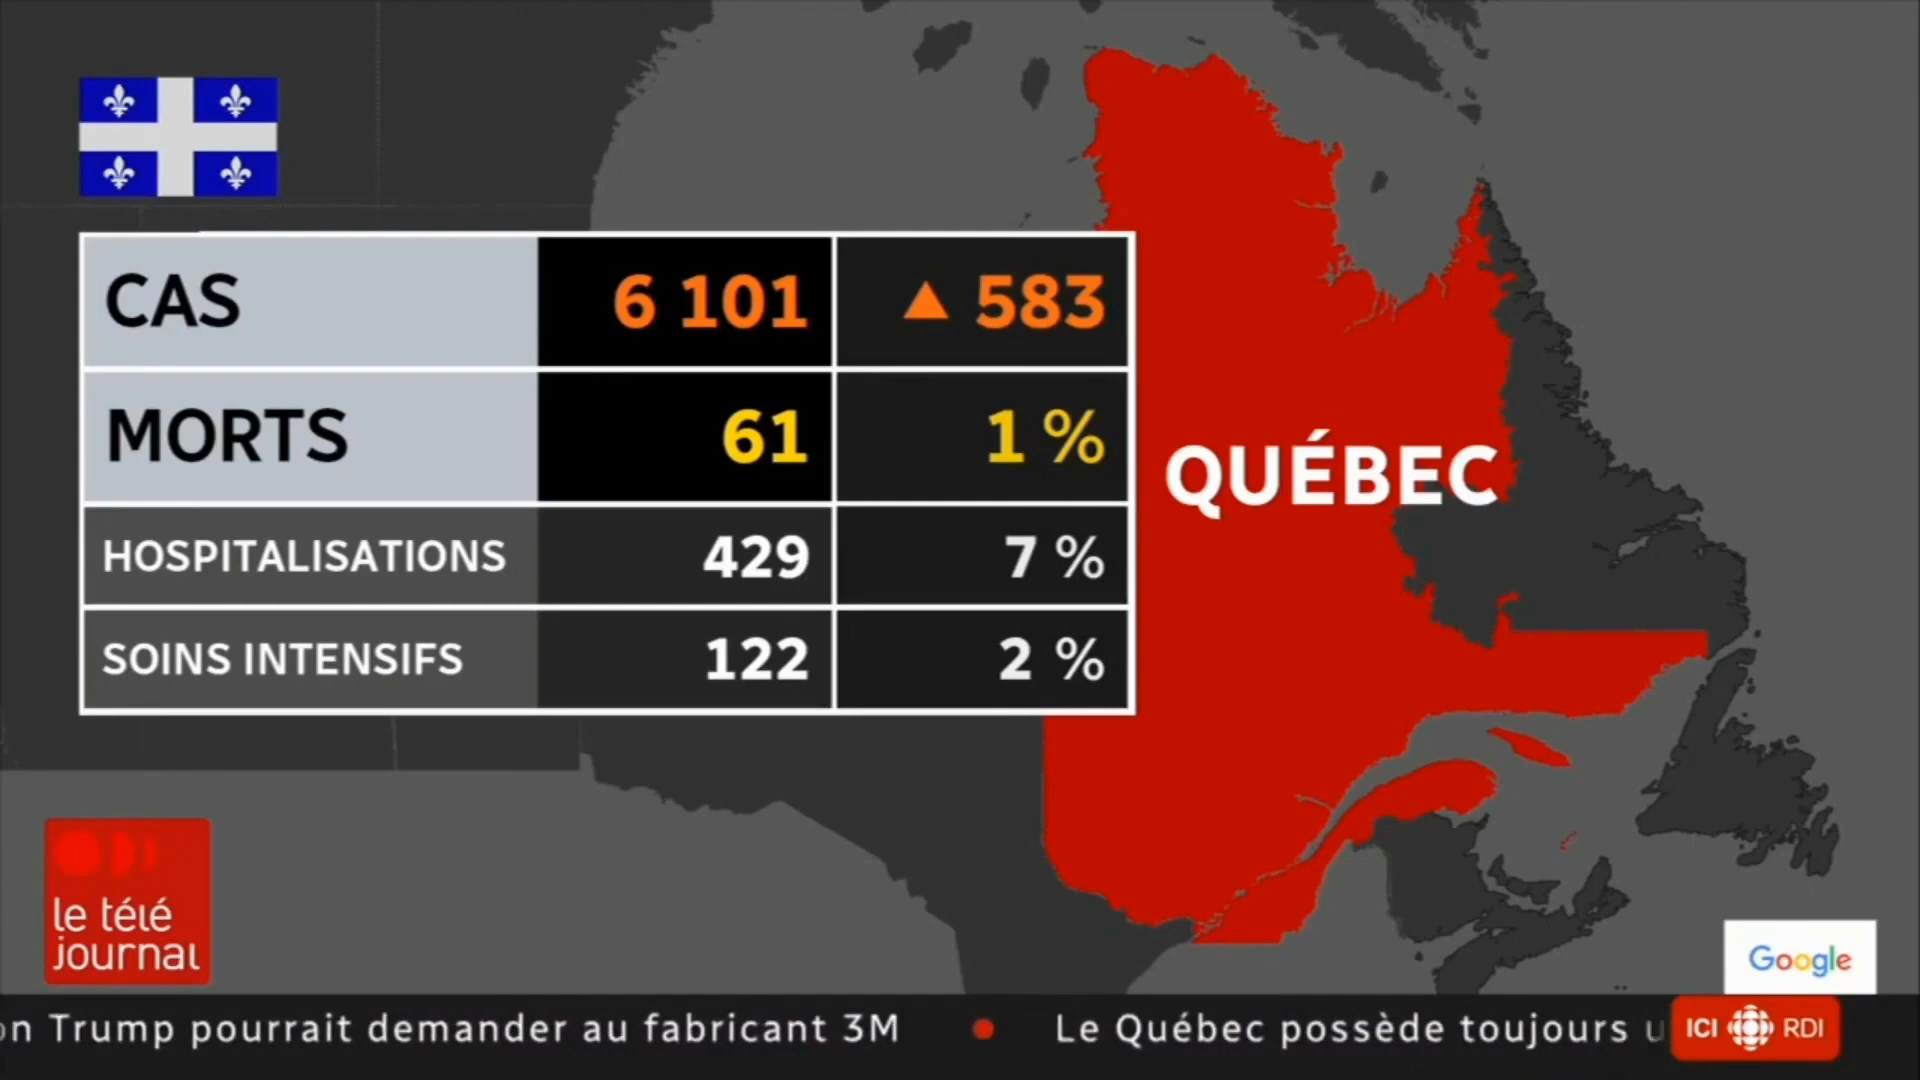 CAS 6 101 ▲ 583
MORTS 61 1 %
HOSPITALISATIONS 429 7 %
SOINS INTENSIFS 122 2 %
QUÉBEC
le télé
journal
Google
on Trump pourrait demander au fabricant 3M • Le Québec possède toujours u
ICI RDI